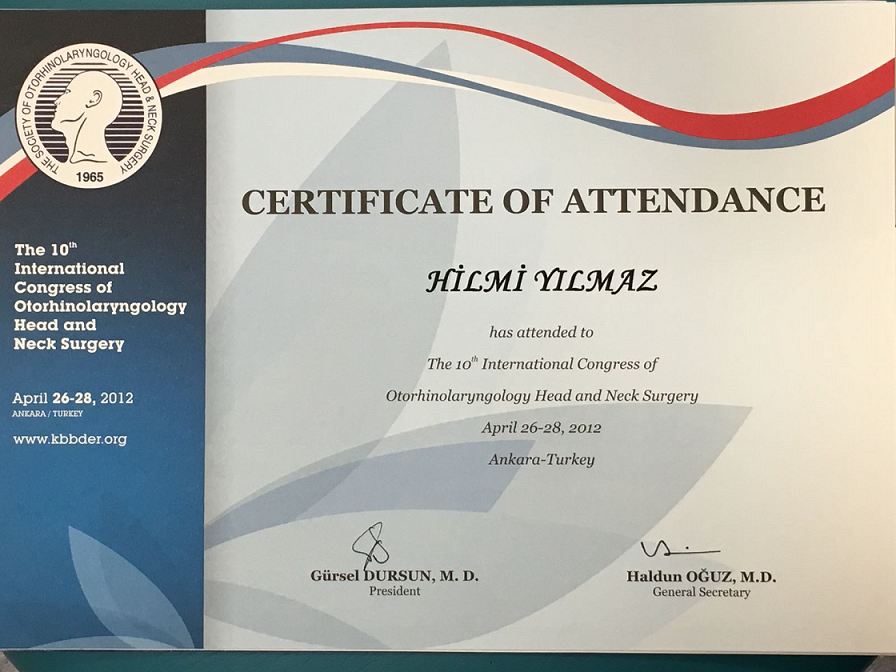 THE SOCIETY OF OTORHINOLARYNGOLOGY HEAD & NECK SURGERY
1965
The 10th
International
Congress of
Otorhinolaryngology
Head and
Neck Surgery
April 26-28, 2012
ANKARA / TURKEY
www.kbbder.org
CERTIFICATE OF ATTENDANCE
HİLMİ YILMAZ
has attended to
The 10th International Congress of
Otorhinolaryngology Head and Neck Surgery
April 26-28, 2012
Ankara-Turkey
Gürsel DURSUN, M. D.
President
Haldun OĞUZ, M.D.
General Secretary